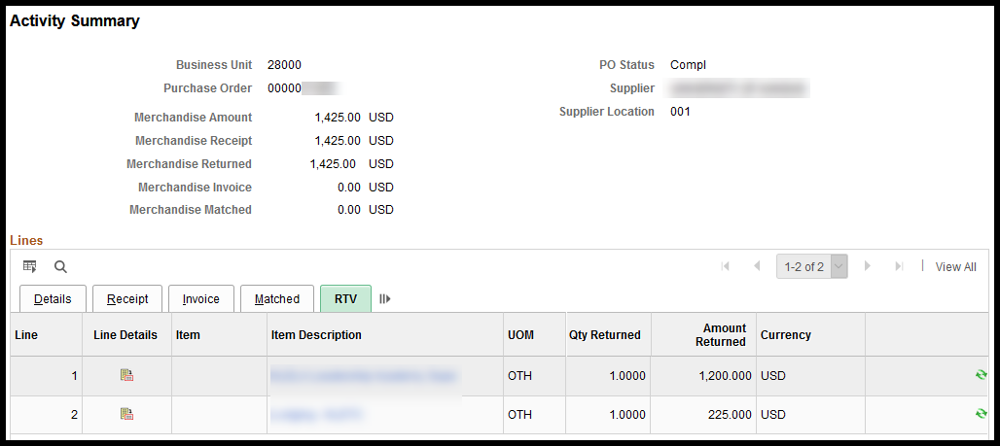 Activity Summary
Business Unit 28000 PO Status Compl
Purchase Order 00000 Supplier
Supplier Location 001
Merchandise Amount 1,425.00 USD
Merchandise Receipt 1,425.00 USD
Merchandise Returned 1,425.00 USD
Merchandise Invoice 0.00 USD
Merchandise Matched 0.00 USD
Lines
1-2 of 2 | View All
Details Receipt Invoice Matched RTV
Line Line Details Item Item Description UOM Qty Returned Amount Returned Currency
1 OTH 1.0000 1,200.000 USD
2 OTH 1.0000 225.000 USD